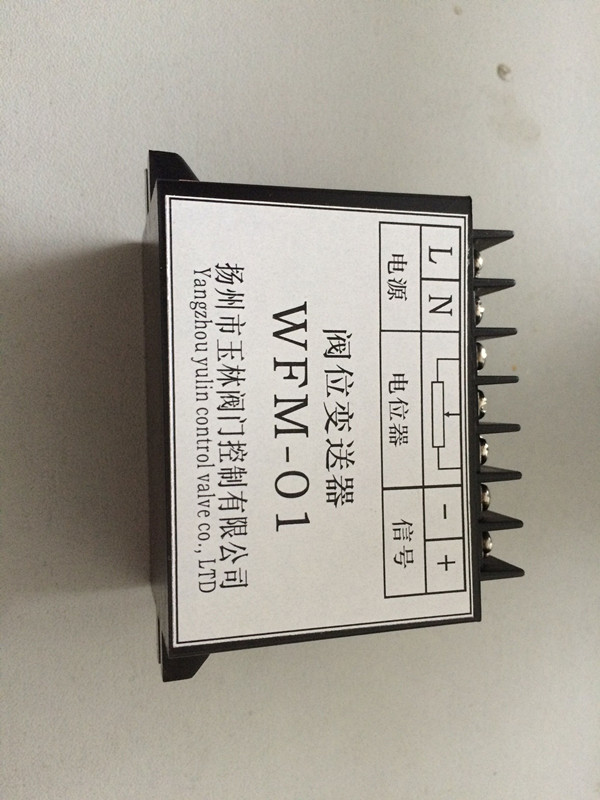 L N - +
电源 电位器 信号
阀位变送器
WFM-01
扬州市玉林阀门控制有限公司
Yangzhou yulin control valve co., LTD